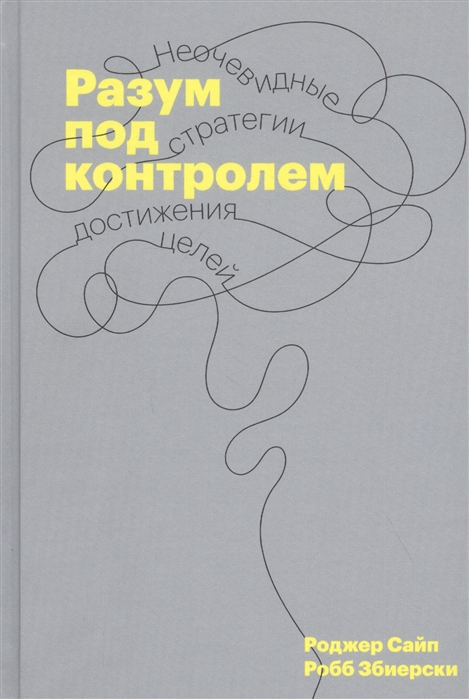 Разум
под
контролем
Неочевидные
стратегии
достижения
целей
Роджер Сайп
Робб Збиерски